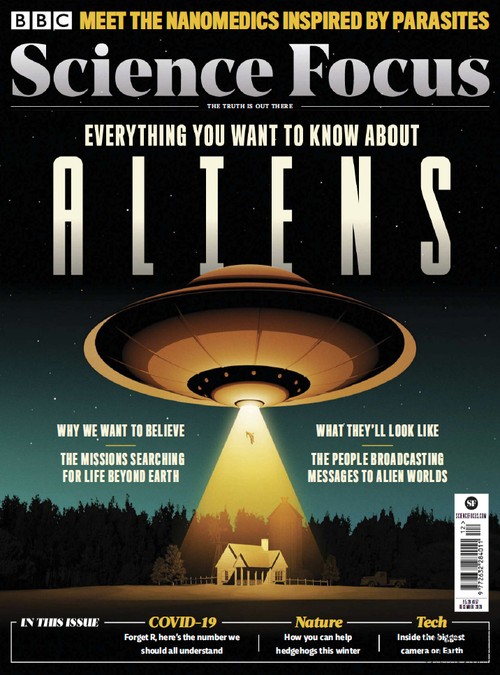 BBC MEET THE NANOMEDICS INSPIRED BY PARASITES
Science Focus
THE TRUTH IS OUT THERE
EVERYTHING YOU WANT TO KNOW ABOUT
ALIENS
WHY WE WANT TO BELIEVE
THE MISSIONS SEARCHING
FOR LIFE BEYOND EARTH
WHAT THEY'LL LOOK LIKE
THE PEOPLE BROADCASTING
MESSAGES TO ALIEN WORLDS
SF
SCIENCEFOCUS.COM
IN THIS ISSUE
COVID-19
Forget R, here's the number we
should all understand
Nature
How you can help
hedgehogs this winter
Tech
Inside the biggest
camera on Earth